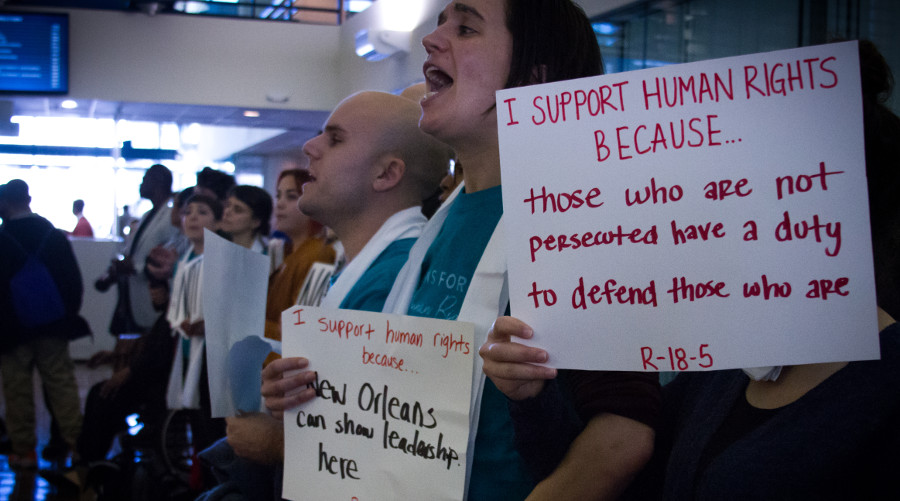 I SUPPORT HUMAN RIGHTS
BECAUSE...
those who are not
persecuted have a duty
to defend those who are
R-18-5
I support human rights
because...
New Orleans
can show leadership
here